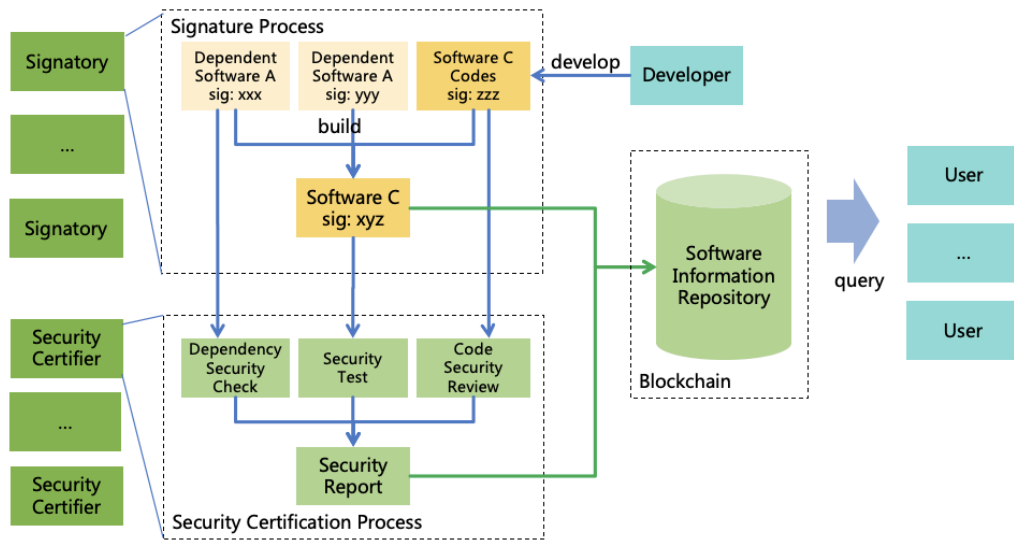 Signatory
...
Signatory
Signature Process
Dependent
Software A
sig: xxx
Dependent
Software A
sig: yyy
Software C
Codes
sig: zzz
develop
Developer
build
Software C
sig: xyz
Software
Information
Repository
Blockchain
query
User
...
User
Security
Certifier
...
Security
Certifier
Dependency
Security
Check
Security
Test
Code
Security
Review
Security
Report
Security Certification Process